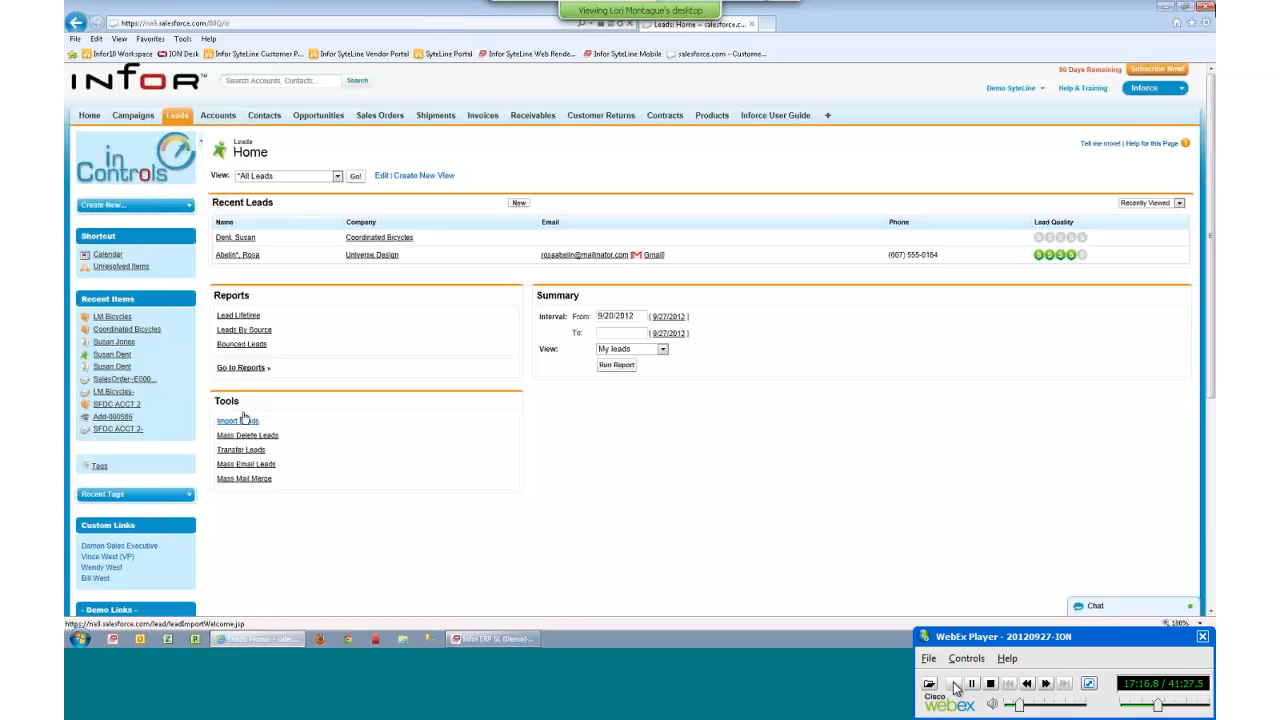 Viewing Lori Montague's desktop
https://na9.salesforce.com/
Leads: Home ~ salesforce.c...
File Edit View Favorites Tools Help
Infor10 Workspace ION Desk Infor SyteLine Customer P... Infor SyteLine Vendor Portal SyteLine Portal Infor SyteLine Web Rende... Infor SyteLine Mobile salesforce.com - Custome...
INFOR™ Search Accounts, Contacts... Search
30 Days Remaining Subscribe Now!
Demo SyteLine Help & Training Inforce
Home Campaigns Leads Accounts Contacts Opportunities Sales Orders Shipments Invoices Receivables Customer Returns Contracts Products Inforce User Guide +
in Controls
Leads
Home
Tell me more! | Help for this Page
View: *All Leads Go! Edit | Create New View
Create New...
Recent Leads New Recently Viewed
Name Company Email Phone Lead Quality
Dent, Susan Coordinated Bicycles
Abelin*, Rosa Universe Design rosaabelin@mailinator.com [Gmail] (607) 555-0164
Shortcut
Calendar
Unresolved Items
Recent Items
LM Bicycles
Coordinated Bicycles
Susan Jones
Susan Dent
Susan Dent
SalesOrder~E000...
LM Bicycles-
SFDC ACCT 2
Add-000586
SFDC ACCT 2-
Tags
Recent Tags
Custom Links
Damon Sales Executive
Vince West (VP)
Wendy West
Bill West
- Demo Links -
Reports
Lead Lifetime
Leads By Source
Bounced Leads
Go to Reports »
Summary
Interval: From: 9/20/2012 [ 9/27/2012 ]
To: [ 9/27/2012 ]
View: My leads
Run Report
Tools
Import
Mass Delete Leads
Transfer Leads
Mass Email Leads
Mass Mail Merge
Chat
https://na9.salesforce.com/lead/leadImportWelcome.jsp
100%
Infor ERP SL (Demo) ...
WebEx Player - 20120927-ION
File Controls Help
17:16.8 / 41:27.5
Cisco
webex